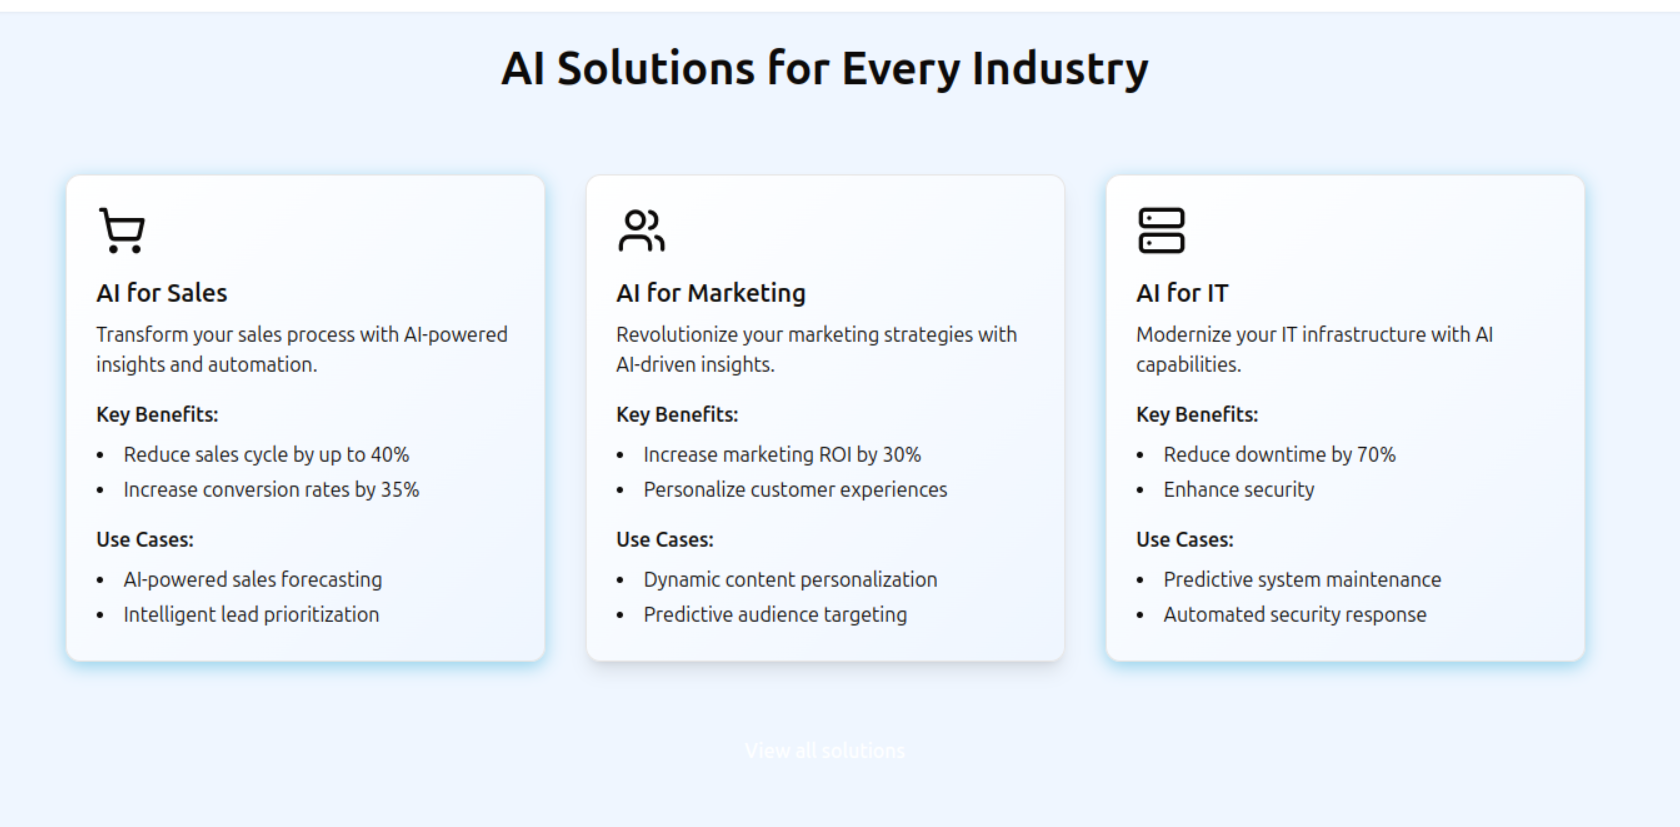 AI Solutions for Every Industry
AI for Sales
Transform your sales process with AI-powered
insights and automation.
Key Benefits:
• Reduce sales cycle by up to 40%
• Increase conversion rates by 35%
Use Cases:
• AI-powered sales forecasting
• Intelligent lead prioritization
AI for Marketing
Revolutionize your marketing strategies with
AI-driven insights.
Key Benefits:
• Increase marketing ROI by 30%
• Personalize customer experiences
Use Cases:
• Dynamic content personalization
• Predictive audience targeting
AI for IT
Modernize your IT infrastructure with AI
capabilities.
Key Benefits:
• Reduce downtime by 70%
• Enhance security
Use Cases:
• Predictive system maintenance
• Automated security response
View all solutions